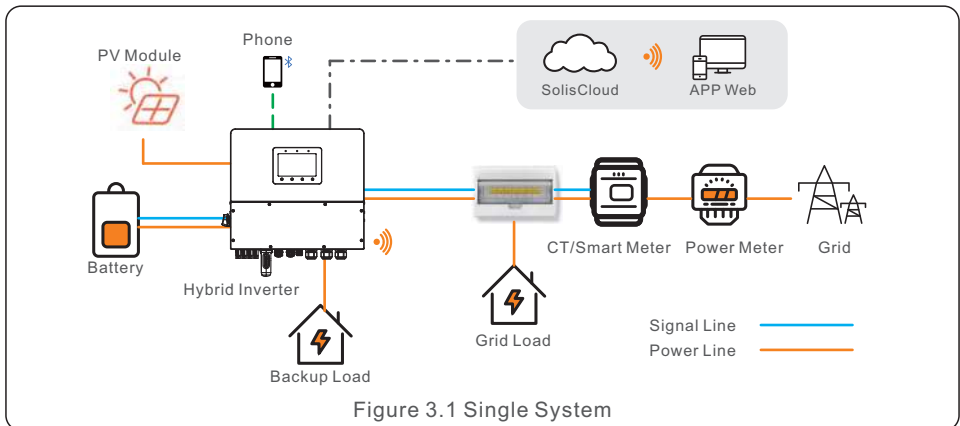 Phone
PV Module
SolisCloud
APP Web
CT/Smart Meter
Power Meter
Grid
Battery
Hybrid Inverter
Grid Load
Backup Load
Signal Line
Power Line
Figure 3.1 Single System